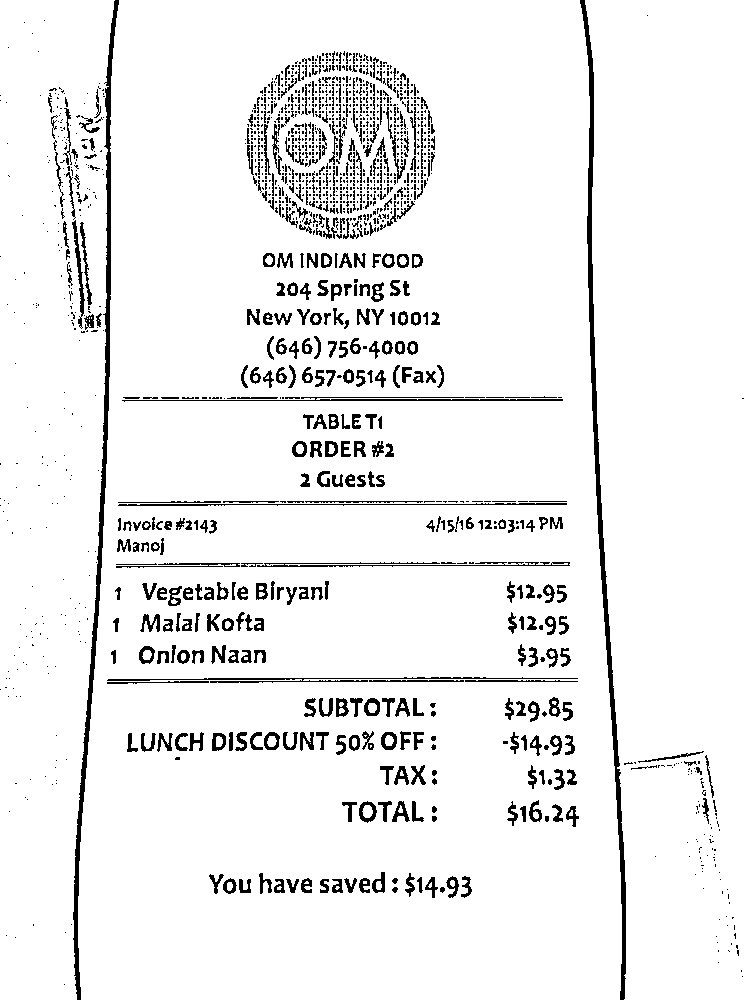 OM
OM INDIAN FOOD
204 Spring St
New York, NY 10012
(646) 756-4000
(646) 657-0514 (Fax)
TABLE T1
ORDER #2
2 Guests
Invoice #2143 4/15/16 12:03:14 PM
Manoj
1 Vegetable Biryani $12.95
1 Malai Kofta $12.95
1 Onion Naan $3.95
SUBTOTAL : $29.85
LUNCH DISCOUNT 50% OFF : -$14.93
TAX : $1.32
TOTAL : $16.24
You have saved : $14.93